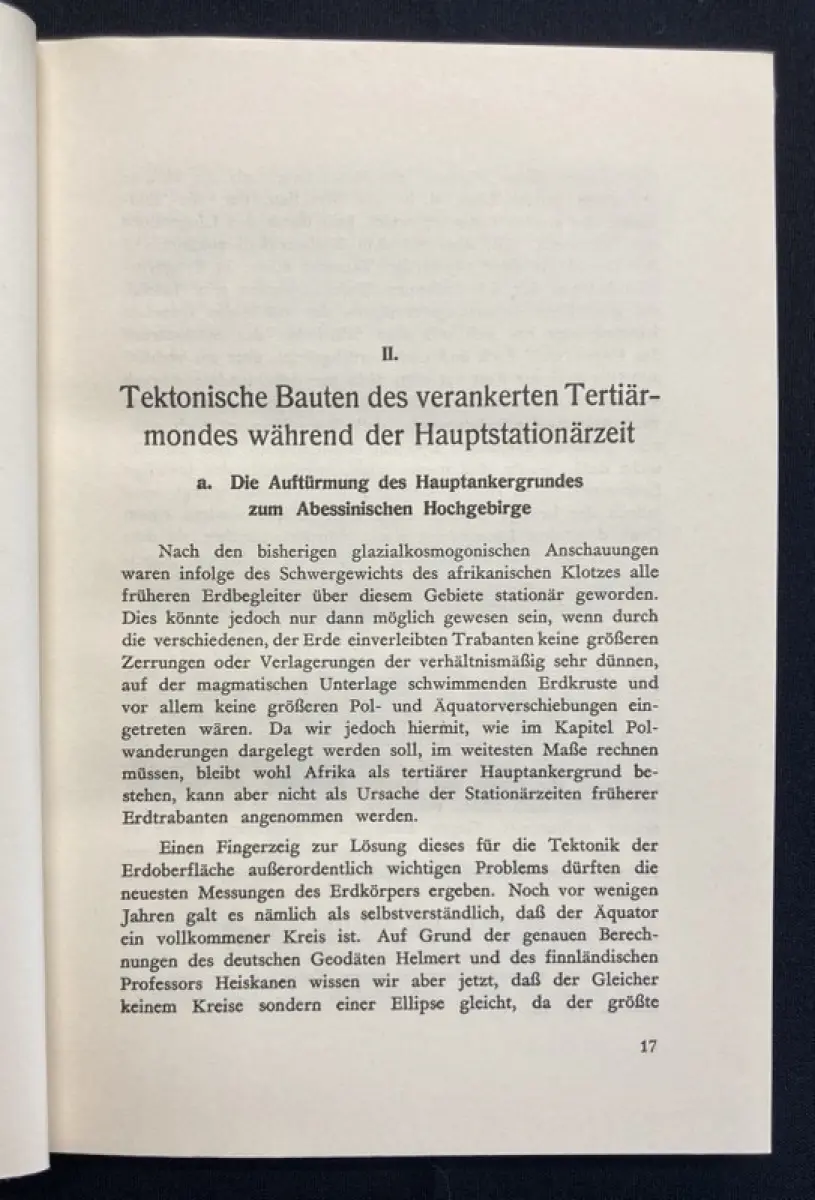 II.
Tektonische Bauten des verankerten Tertiär-
mondes während der Hauptstationärzeit
a. Die Auftürmung des Hauptankergrundes
zum Abessinischen Hochgebirge
Nach den bisherigen glazialkosmogonischen Anschauungen
waren infolge des Schwergewichts des afrikanischen Klotzes alle
früheren Erdbegleiter über diesem Gebiete stationär geworden.
Dies könnte jedoch nur dann möglich gewesen sein, wenn durch
die verschiedenen, der Erde einverleibten Trabanten keine größeren
Zerrungen oder Verlagerungen der verhältnismäßig sehr dünnen,
auf der magmatischen Unterlage schwimmenden Erdkruste und
vor allem keine größeren Pol- und Äquatorverschiebungen ein-
getreten wären. Da wir jedoch hiermit, wie im Kapitel Pol-
wanderungen dargelegt werden soll, im weitesten Maße rechnen
müssen, bleibt wohl Afrika als tertiärer Hauptankergrund be-
stehen, kann aber nicht als Ursache der Stationärzeiten früherer
Erdtrabanten angenommen werden.
Einen Fingerzeig zur Lösung dieses für die Tektonik der
Erdoberfläche außerordentlich wichtigen Problems dürften die
neuesten Messungen des Erdkörpers ergeben. Noch vor wenigen
Jahren galt es nämlich als selbstverständlich, daß der Äquator
ein vollkommener Kreis ist. Auf Grund der genauen Berech-
nungen des deutschen Geodäten Helmert und des finnländischen
Professors Heiskanen wissen wir aber jetzt, daß der Gleicher
keinem Kreise sondern einer Ellipse gleicht, da der größte
17